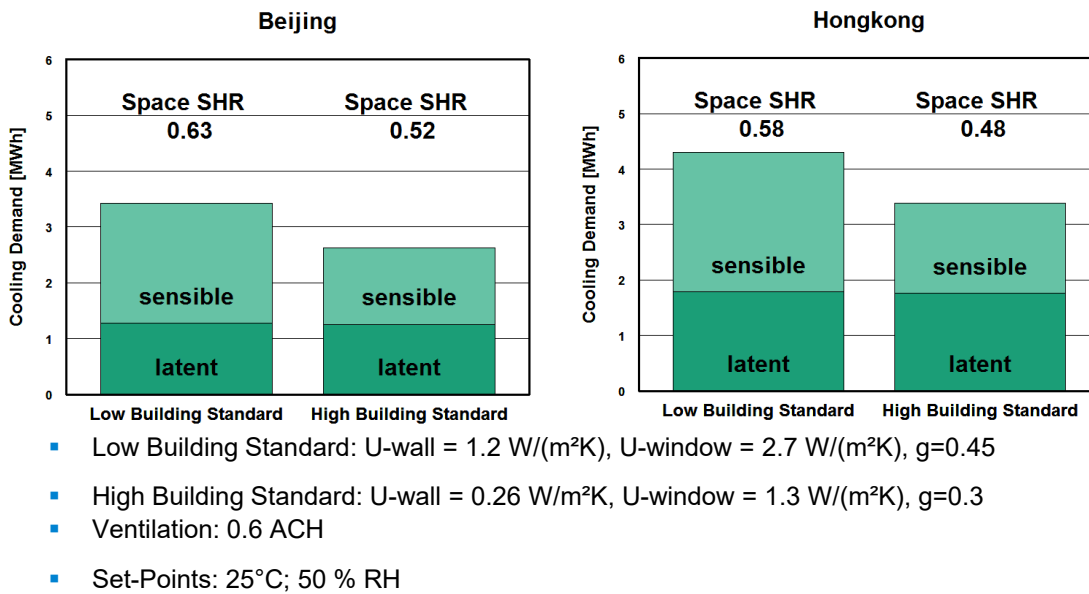 Beijing
6
5
4
3
2
1
0
Cooling Demand [MWh]
Space SHR
0.63
Space SHR
0.52
sensible
sensible
latent
latent
Low Building Standard
High Building Standard
Hongkong
6
5
4
3
2
1
0
Cooling Demand [MWh]
Space SHR
0.58
Space SHR
0.48
sensible
sensible
latent
latent
Low Building Standard
High Building Standard
▪ Low Building Standard: U-wall = 1.2 W/(m²K), U-window = 2.7 W/(m²K), g=0.45
▪ High Building Standard: U-wall = 0.26 W/m²K, U-window = 1.3 W/(m²K), g=0.3
▪ Ventilation: 0.6 ACH
▪ Set-Points: 25°C; 50 % RH